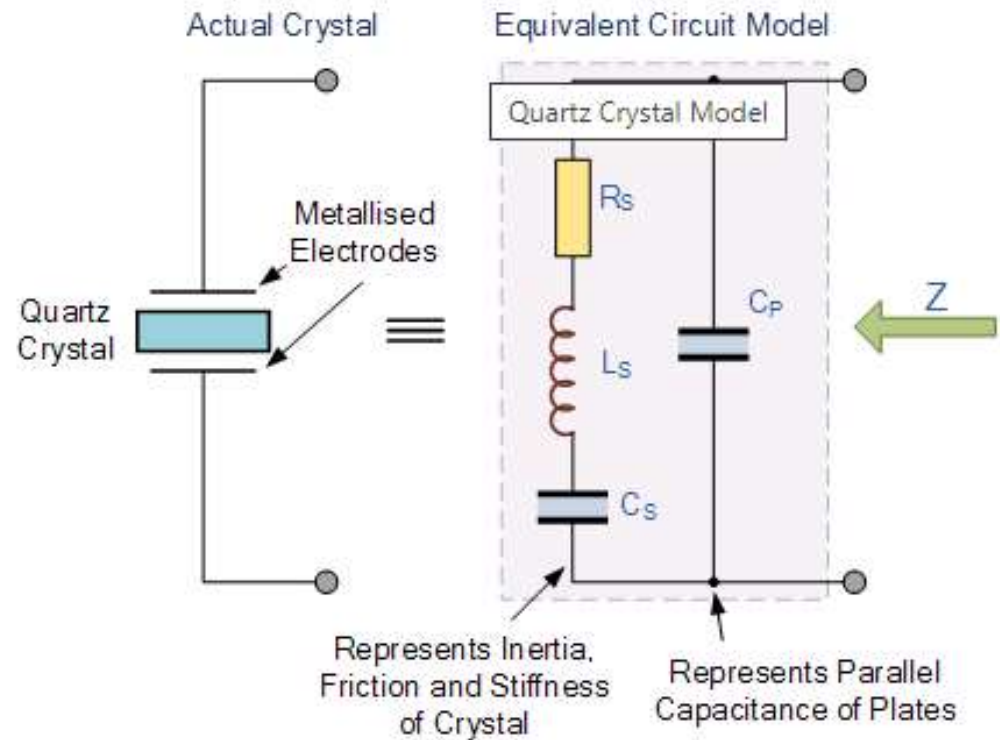 Actual Crystal
Equivalent Circuit Model
Quartz Crystal Model
Metallised
Electrodes
Quartz
Crystal
RS
LS
CS
CP
Z
Represents Inertia,
Friction and Stiffness
of Crystal
Represents Parallel
Capacitance of Plates